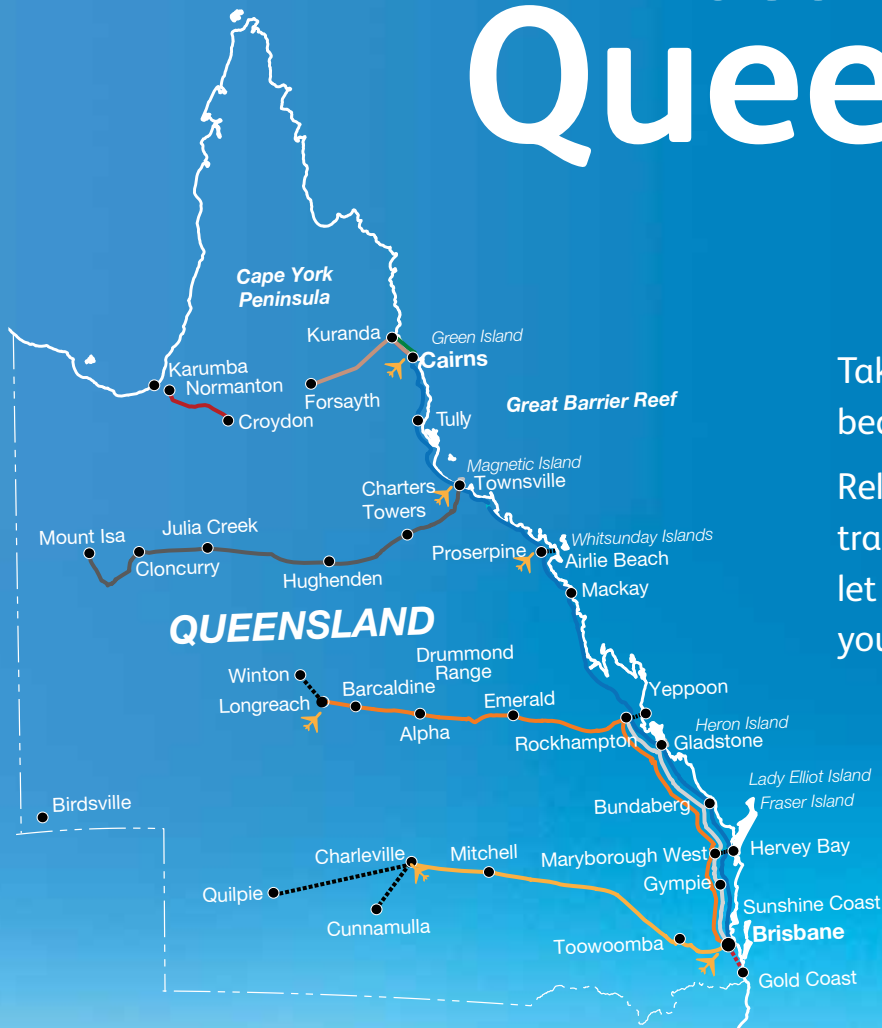 Quee
Cape York
Peninsula
Kuranda
Green Island
Cairns
Karumba
Normanton
Forsayth
Croydon
Great Barrier Reef
Tak
bec
Tully
Magnetic Island
Charters
Towers
Townsville
Rel
tra
let
you
Mount Isa
Julia Creek
Cloncurry
Hughenden
Whitsunday Islands
Proserpine
Airlie Beach
Mackay
QUEENSLAND
Drummond
Range
Winton
Longreach
Barcaldine
Alpha
Emerald
Yeppoon
Heron Island
Rockhampton
Gladstone
Lady Elliot Island
Fraser Island
Birdsville
Bundaberg
Charleville
Mitchell
Maryborough West
Hervey Bay
Quilpie
Gympie
Cunnamulla
Sunshine Coast
Toowoomba
Brisbane
Gold Coast